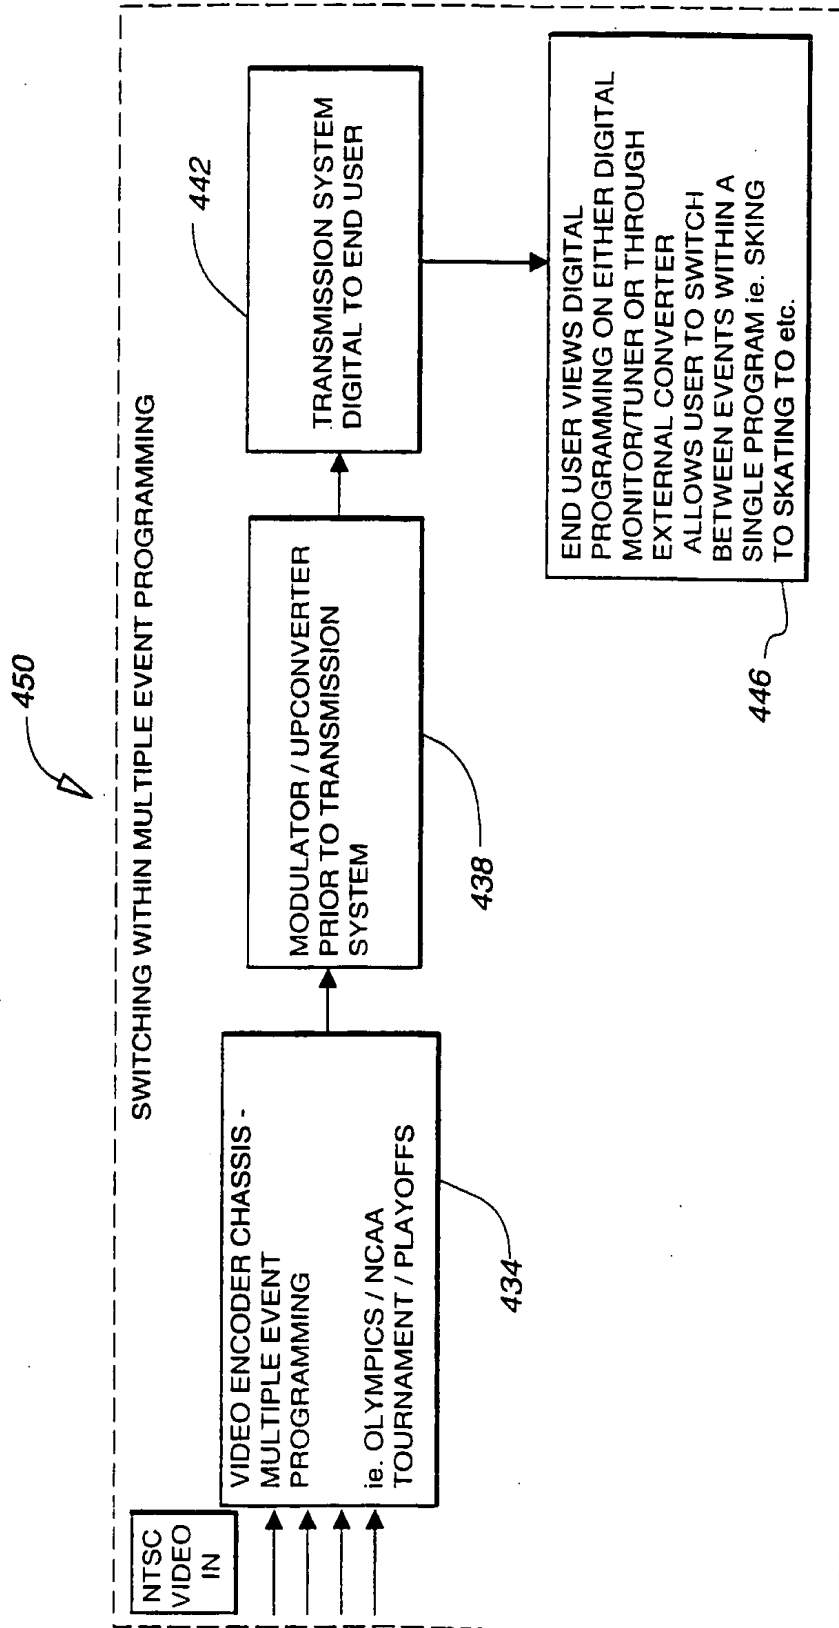 450
SWITCHING WITHIN MULTIPLE EVENT PROGRAMMING
NTSC
VIDEO
IN
VIDEO ENCODER CHASSIS -
MULTIPLE EVENT
PROGRAMMING
ie. OLYMPICS / NCAA
TOURNAMENT / PLAYOFFS
434
MODULATOR / UPCONVERTER
PRIOR TO TRANSMISSION
SYSTEM
438
TRANSMISSION SYSTEM
DIGITAL TO END USER
442
END USER VIEWS DIGITAL
PROGRAMMING ON EITHER DIGITAL
MONITOR/TUNER OR THROUGH
EXTERNAL CONVERTER
ALLOWS USER TO SWITCH
BETWEEN EVENTS WITHIN A
SINGLE PROGRAM ie. SKING
TO SKATING TO etc.
446